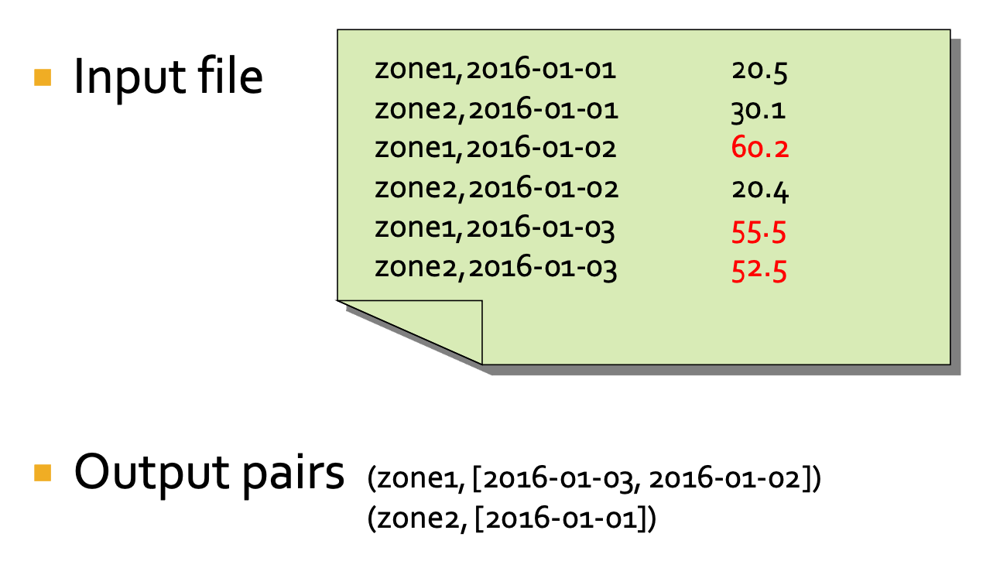 Input file
zone1,2016-01-01 20.5
zone2,2016-01-01 30.1
zone1,2016-01-02 60.2
zone2,2016-01-02 20.4
zone1,2016-01-03 55.5
zone2,2016-01-03 52.5
Output pairs (zone1, [2016-01-03, 2016-01-02])
(zone2, [2016-01-01])